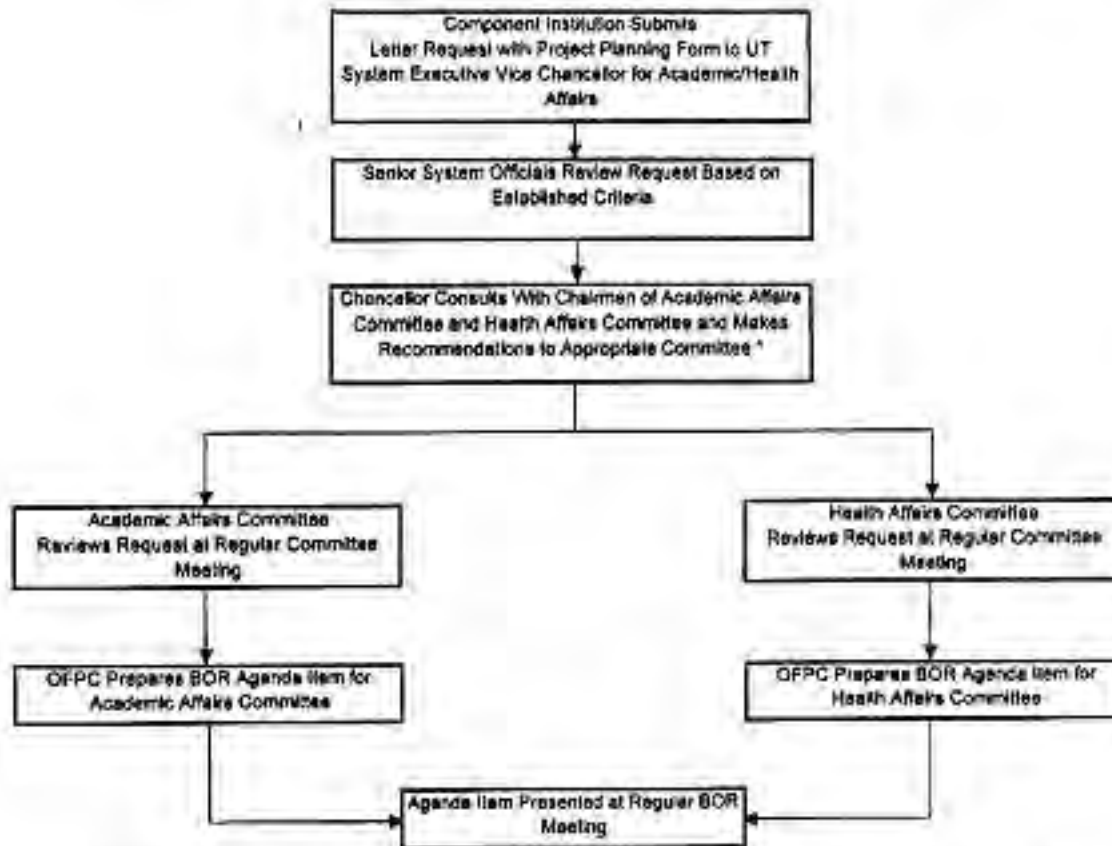 Component Institution Submits
Letter Request with Project Planning Form to UT
System Executive Vice Chancellor for Academic/Health
Affairs
Senior System Officials Review Request Based on
Established Criteria
Chancellor Consults With Chairmen of Academic Affairs
Committee and Health Affairs Committee and Makes
Recommendations to Appropriate Committee *
Academic Affairs Committee
Reviews Request at Regular Committee
Meeting
Health Affairs Committee
Reviews Request at Regular Committee
Meeting
OFPC Prepares BOR Agenda Item for
Academic Affairs Committee
OFPC Prepares BOR Agenda Item for
Health Affairs Committee
Agenda Item Presented at Regular BOR
Meeting